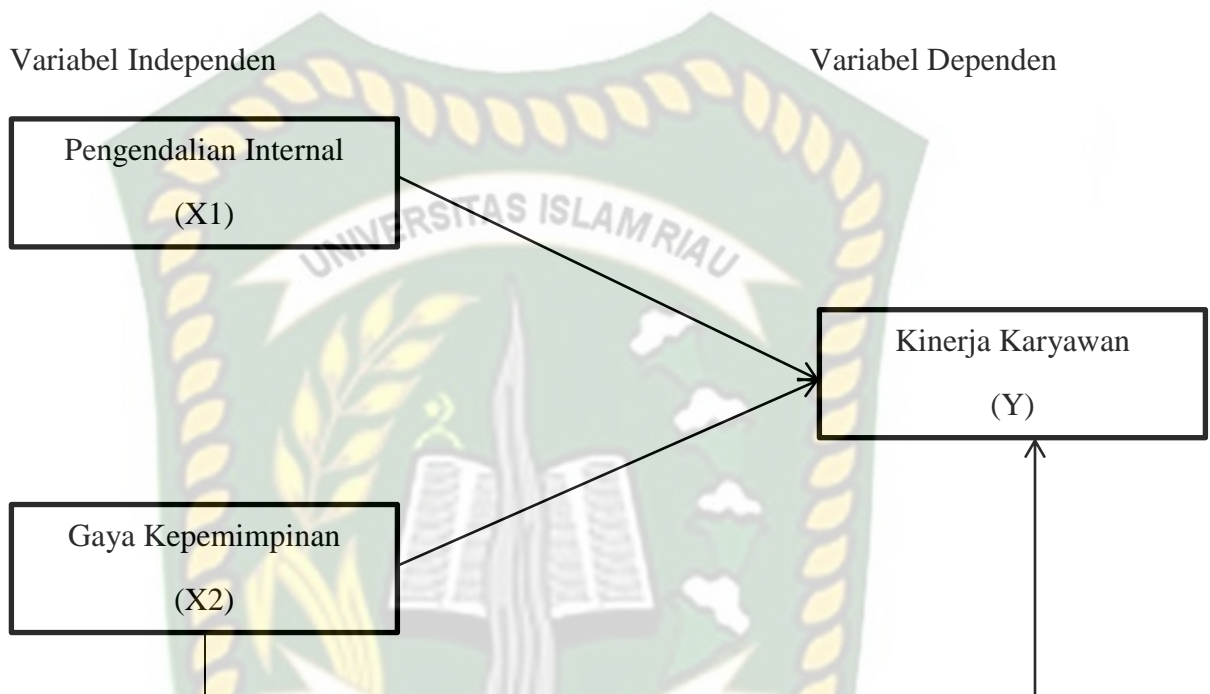 Variabel Independen
Variabel Dependen
Pengendalian Internal
(X1)
UNIVERSITAS ISLAM RIAU
Kinerja Karyawan
(Y)
Gaya Kepemimpinan
(X2)